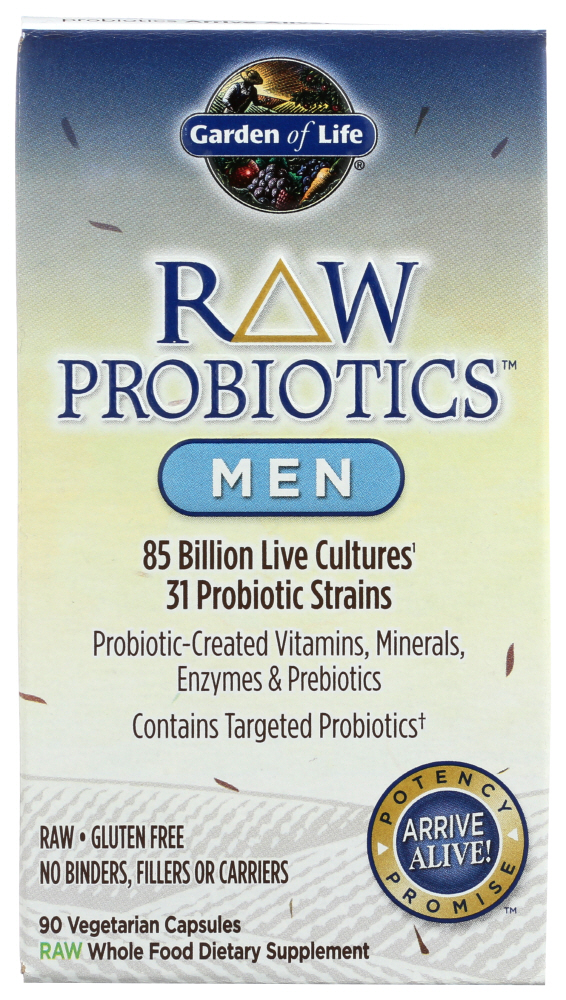 Garden of Life®
RAW
PROBIOTICS™
MEN
85 Billion Live Cultures¹
31 Probiotic Strains
Probiotic-Created Vitamins, Minerals,
Enzymes & Prebiotics
Contains Targeted Probiotics†
POTENCY
ARRIVE
ALIVE!
PROMISE™
RAW • GLUTEN FREE
NO BINDERS, FILLERS OR CARRIERS
90 Vegetarian Capsules
RAW Whole Food Dietary Supplement